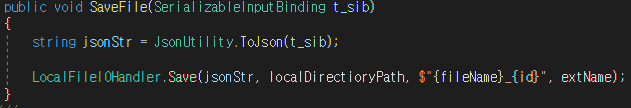 public void SaveFile(SerializableInputBinding t_sib)
{
string jsonStr = JsonUtility.ToJson(t_sib);
LocalFileIOHandler.Save(jsonStr, localDirectioryPath, $"{fileName}_{id}", extName);
}